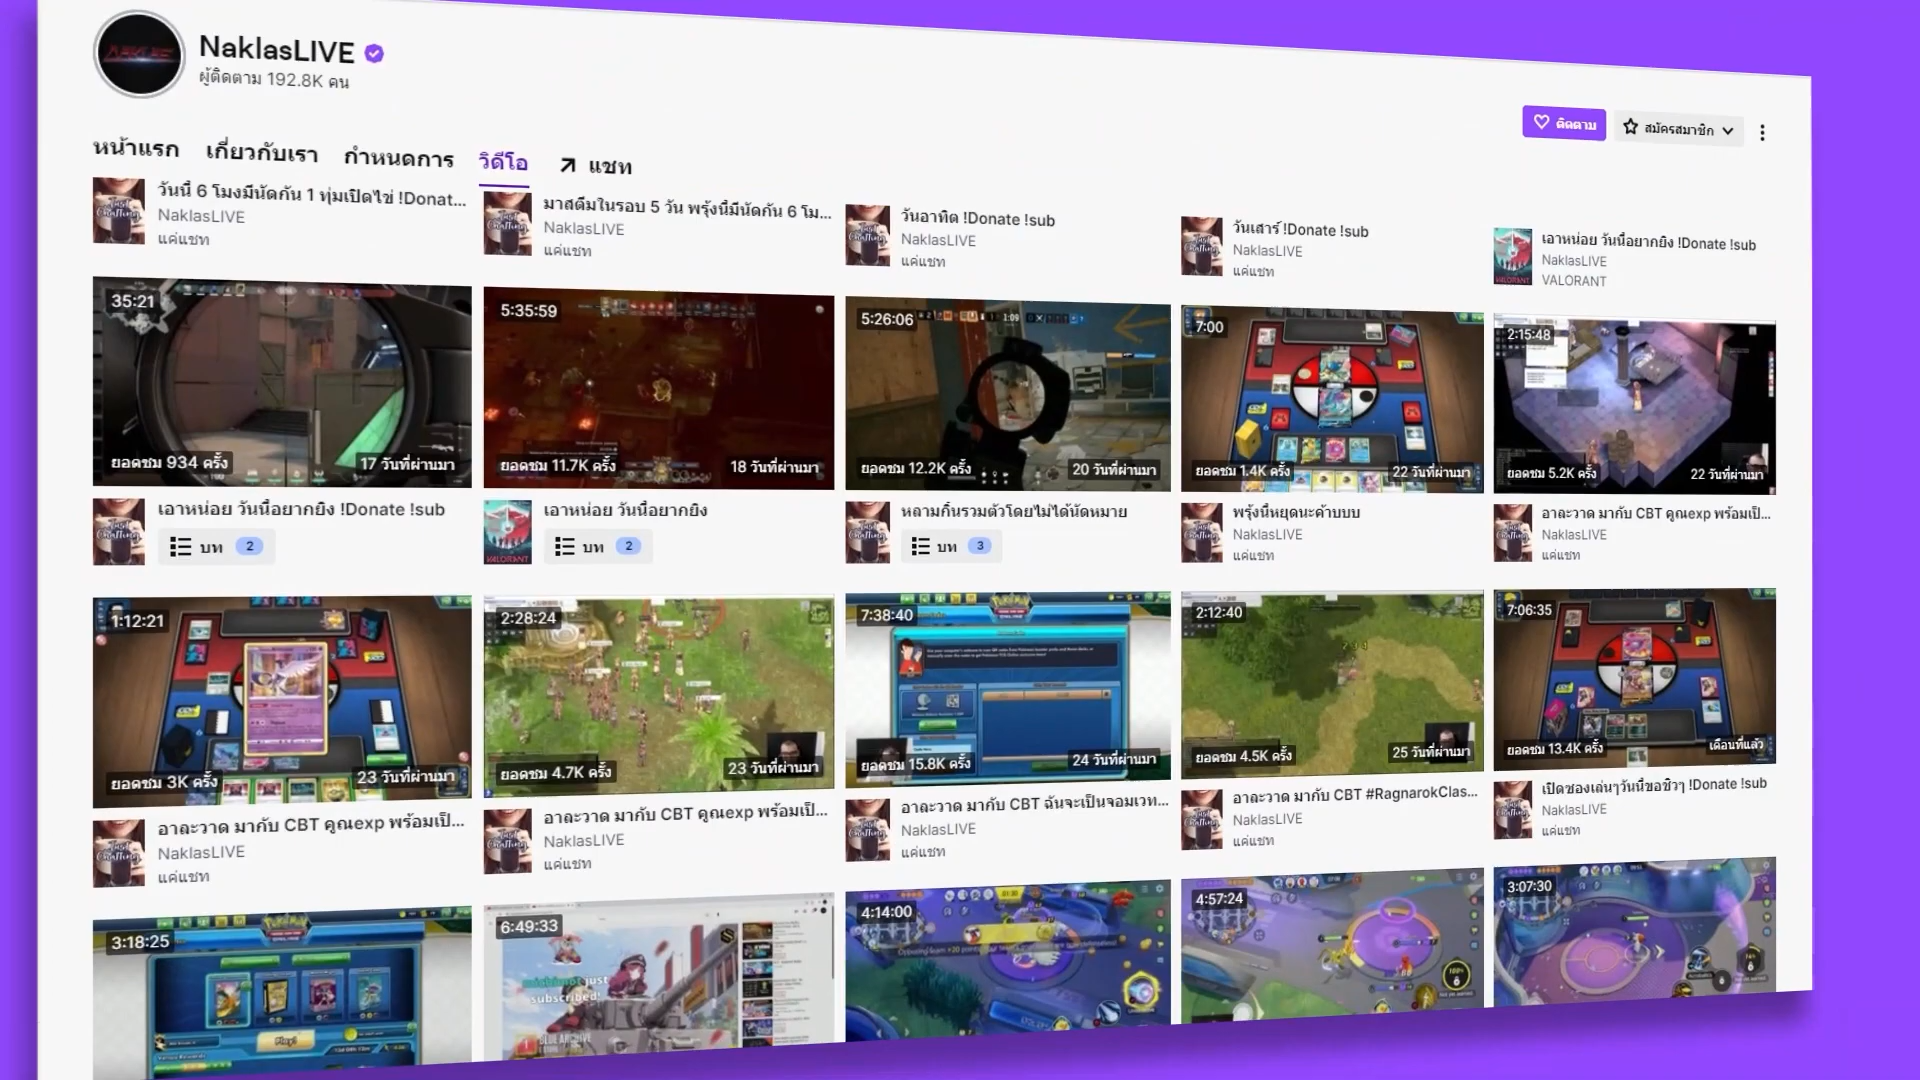 NaklasLIVE
ผู้ติดตาม 192.8K คน
ติดตาม
สมัครสมาชิก
หน้าแรก เกี่ยวกับเรา กำหนดการ วิดีโอ แชท
วันนี้ 6 โมงมีนัดกัน 1 ทุ่มเปิดไข่ !Donat...
NaklasLIVE
แค่แชท
มาสดึมในรอบ 5 วัน พรุ้งนี้มีนัดกัน 6 โม...
NaklasLIVE
แค่แชท
วันอาทิต !Donate !sub
NaklasLIVE
แค่แชท
วันเสาร์ !Donate !sub
NaklasLIVE
แค่แชท
เอาหน่อย วันนี้อยากยิง !Donate !sub
NaklasLIVE
VALORANT
35:21
ยอดชม 934 ครั้ง
17 วันที่ผ่านมา
5:35:59
ยอดชม 11.7K ครั้ง
18 วันที่ผ่านมา
5:26:06
1:09
ยอดชม 12.2K ครั้ง
20 วันที่ผ่านมา
7:00
ยอดชม 1.4K ครั้ง
22 วันที่ผ่านมา
2:15:48
ยอดชม 5.2K ครั้ง
22 วันที่ผ่านมา
เอาหน่อย วันนี้อยากยิง !Donate !sub
บท 2
เอาหน่อย วันนี้อยากยิง
บท 2
หลามกิ้นรวมตัวโดยไม่ได้นัดหมาย
บท 3
พรุ้งนี้หยุดนะค้าบบบ
NaklasLIVE
แค่แชท
อาละวาด มากับ CBT คูณexp พร้อมเป็...
NaklasLIVE
แค่แชท
1:12:21
ยอดชม 3K ครั้ง
23 วันที่ผ่านมา
2:28:24
ยอดชม 4.7K ครั้ง
23 วันที่ผ่านมา
7:38:40
ยอดชม 15.8K ครั้ง
24 วันที่ผ่านมา
2:12:40
ยอดชม 4.5K ครั้ง
25 วันที่ผ่านมา
7:06:35
ยอดชม 13.4K ครั้ง
เดือนที่แล้ว
อาละวาด มากับ CBT คูณexp พร้อมเป็...
NaklasLIVE
แค่แชท
อาละวาด มากับ CBT คูณexp พร้อมเป็...
NaklasLIVE
แค่แชท
อาละวาด มากับ CBT ฉันจะเป็นจอมเวท...
NaklasLIVE
แค่แชท
อาละวาด มากับ CBT #RagnarokClas...
NaklasLIVE
แค่แชท
เปิดซองเล่นๆวันนี้ขอชิวๆ !Donate !sub
NaklasLIVE
แค่แชท
3:18:25
Play!
6:49:33
just
subscribed!
BLUE ARCHIVE
4:14:00
4:57:24
3:07:30